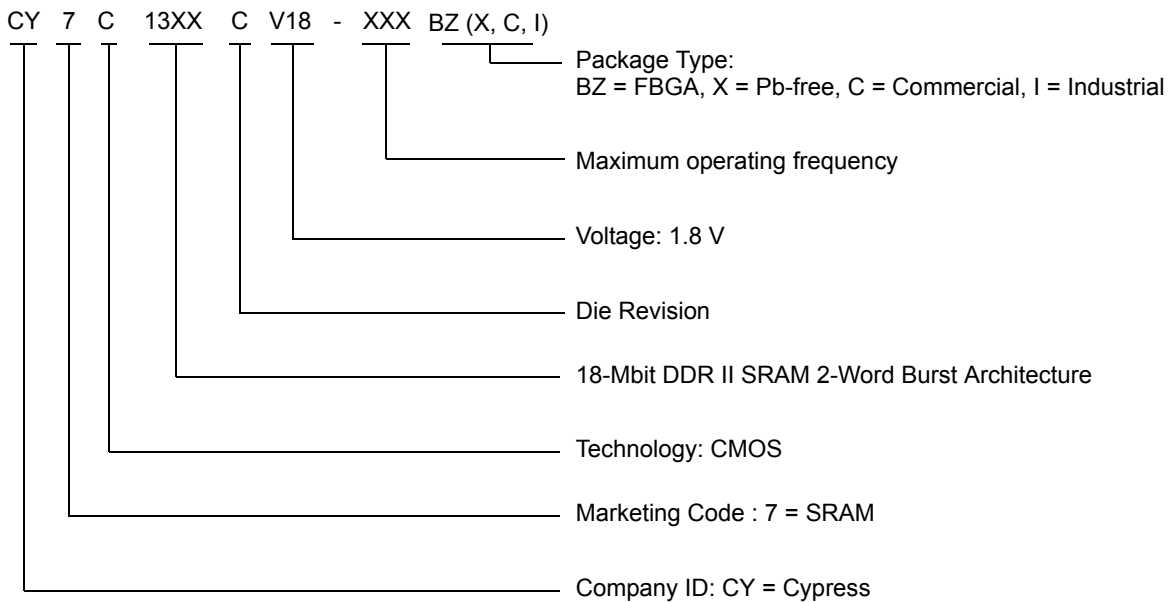 CY 7 C 13XX C V18 - XXX BZ (X, C, I)
Package Type:
BZ = FBGA, X = Pb-free, C = Commercial, I = Industrial
Maximum operating frequency
Voltage: 1.8 V
Die Revision
18-Mbit DDR II SRAM 2-Word Burst Architecture
Technology: CMOS
Marketing Code : 7 = SRAM
Company ID: CY = Cypress